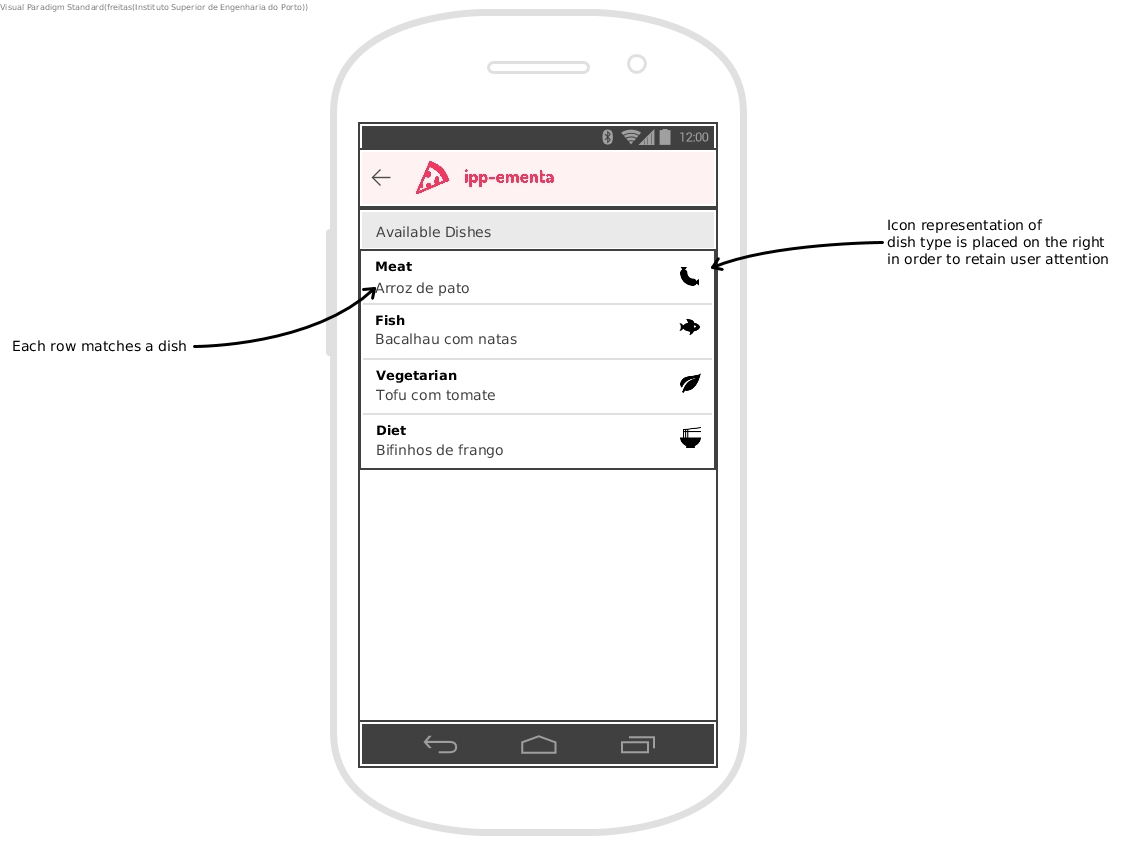 Visual Paradigm Standard(freitas(Instituto Superior de Engenharia do Porto))
12:00
ipp-ementa
Available Dishes
Meat
Arroz de pato
Fish
Bacalhau com natas
Vegetarian
Tofu com tomate
Diet
Bifinhos de frango
Icon representation of
dish type is placed on the right
in order to retain user attention
Each row matches a dish